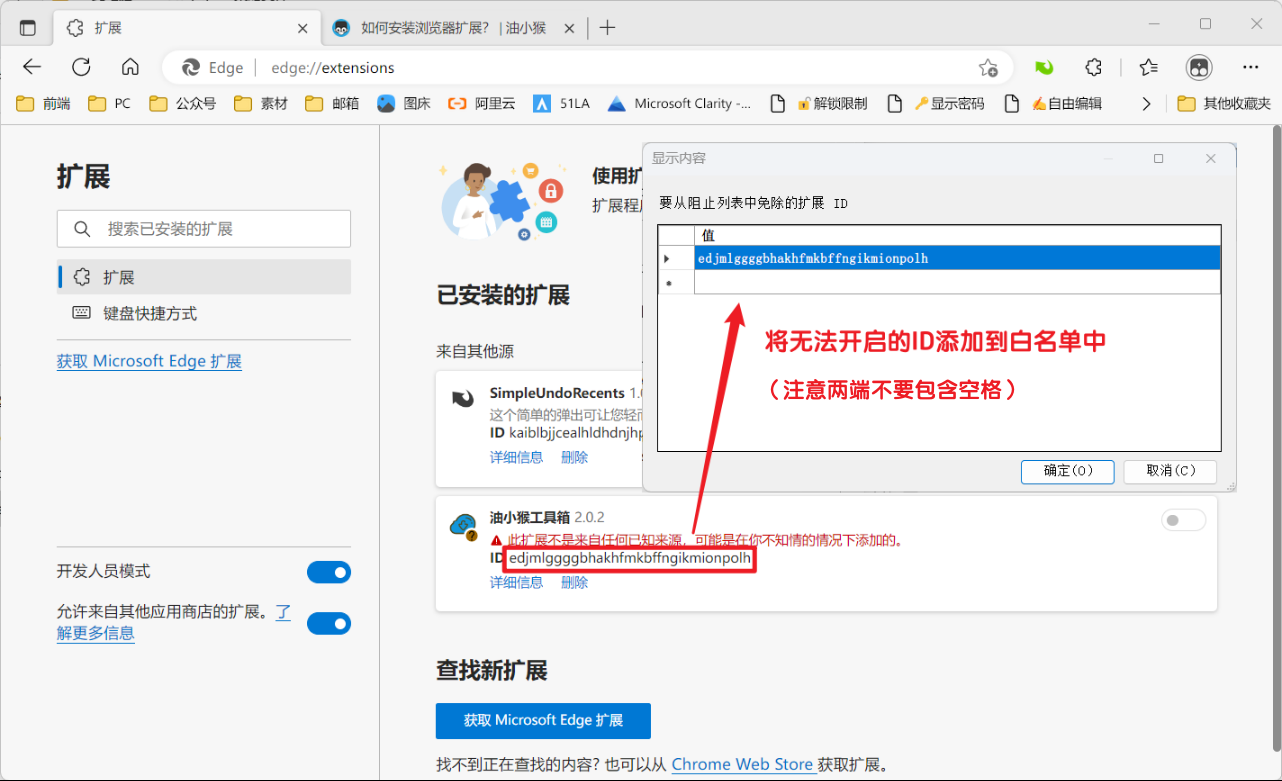 扩展
如何安装浏览器扩展? | 油小猴
Edge
edge://extensions
前端
PC
公众号
素材
邮箱
图床
阿里云
51LA
Microsoft Clarity -...
🔓解锁限制
🔑显示密码
✍自由编辑
其他收藏夹
扩展
搜索已安装的扩展
扩展
键盘快捷方式
获取 Microsoft Edge 扩展
开发人员模式
允许来自其他应用商店的扩展。了
解更多信息
使用扩
扩展程
已安装的扩展
来自其他源
SimpleUndoRecents 1.
这个简单的弹出可让您轻
ID kaiblbjjcealhldhdnjhp
详细信息
删除
显示内容
要从阻止列表中免除的扩展 ID
值
edjmlggggbhakhfmkbffngikmionpolh
*
将无法开启的ID添加到白名单中
(注意两端不要包含空格)
确定(O)
取消(C)
油小猴工具箱 2.0.2
此扩展不是来自任何已知来源，可能是在你不知情的情况下添加的。
ID edjmlggggbhakhfmkbffngikmionpolh
详细信息
删除
查找新扩展
获取 Microsoft Edge 扩展
找不到正在查找的内容? 也可以从 Chrome Web Store 获取扩展。